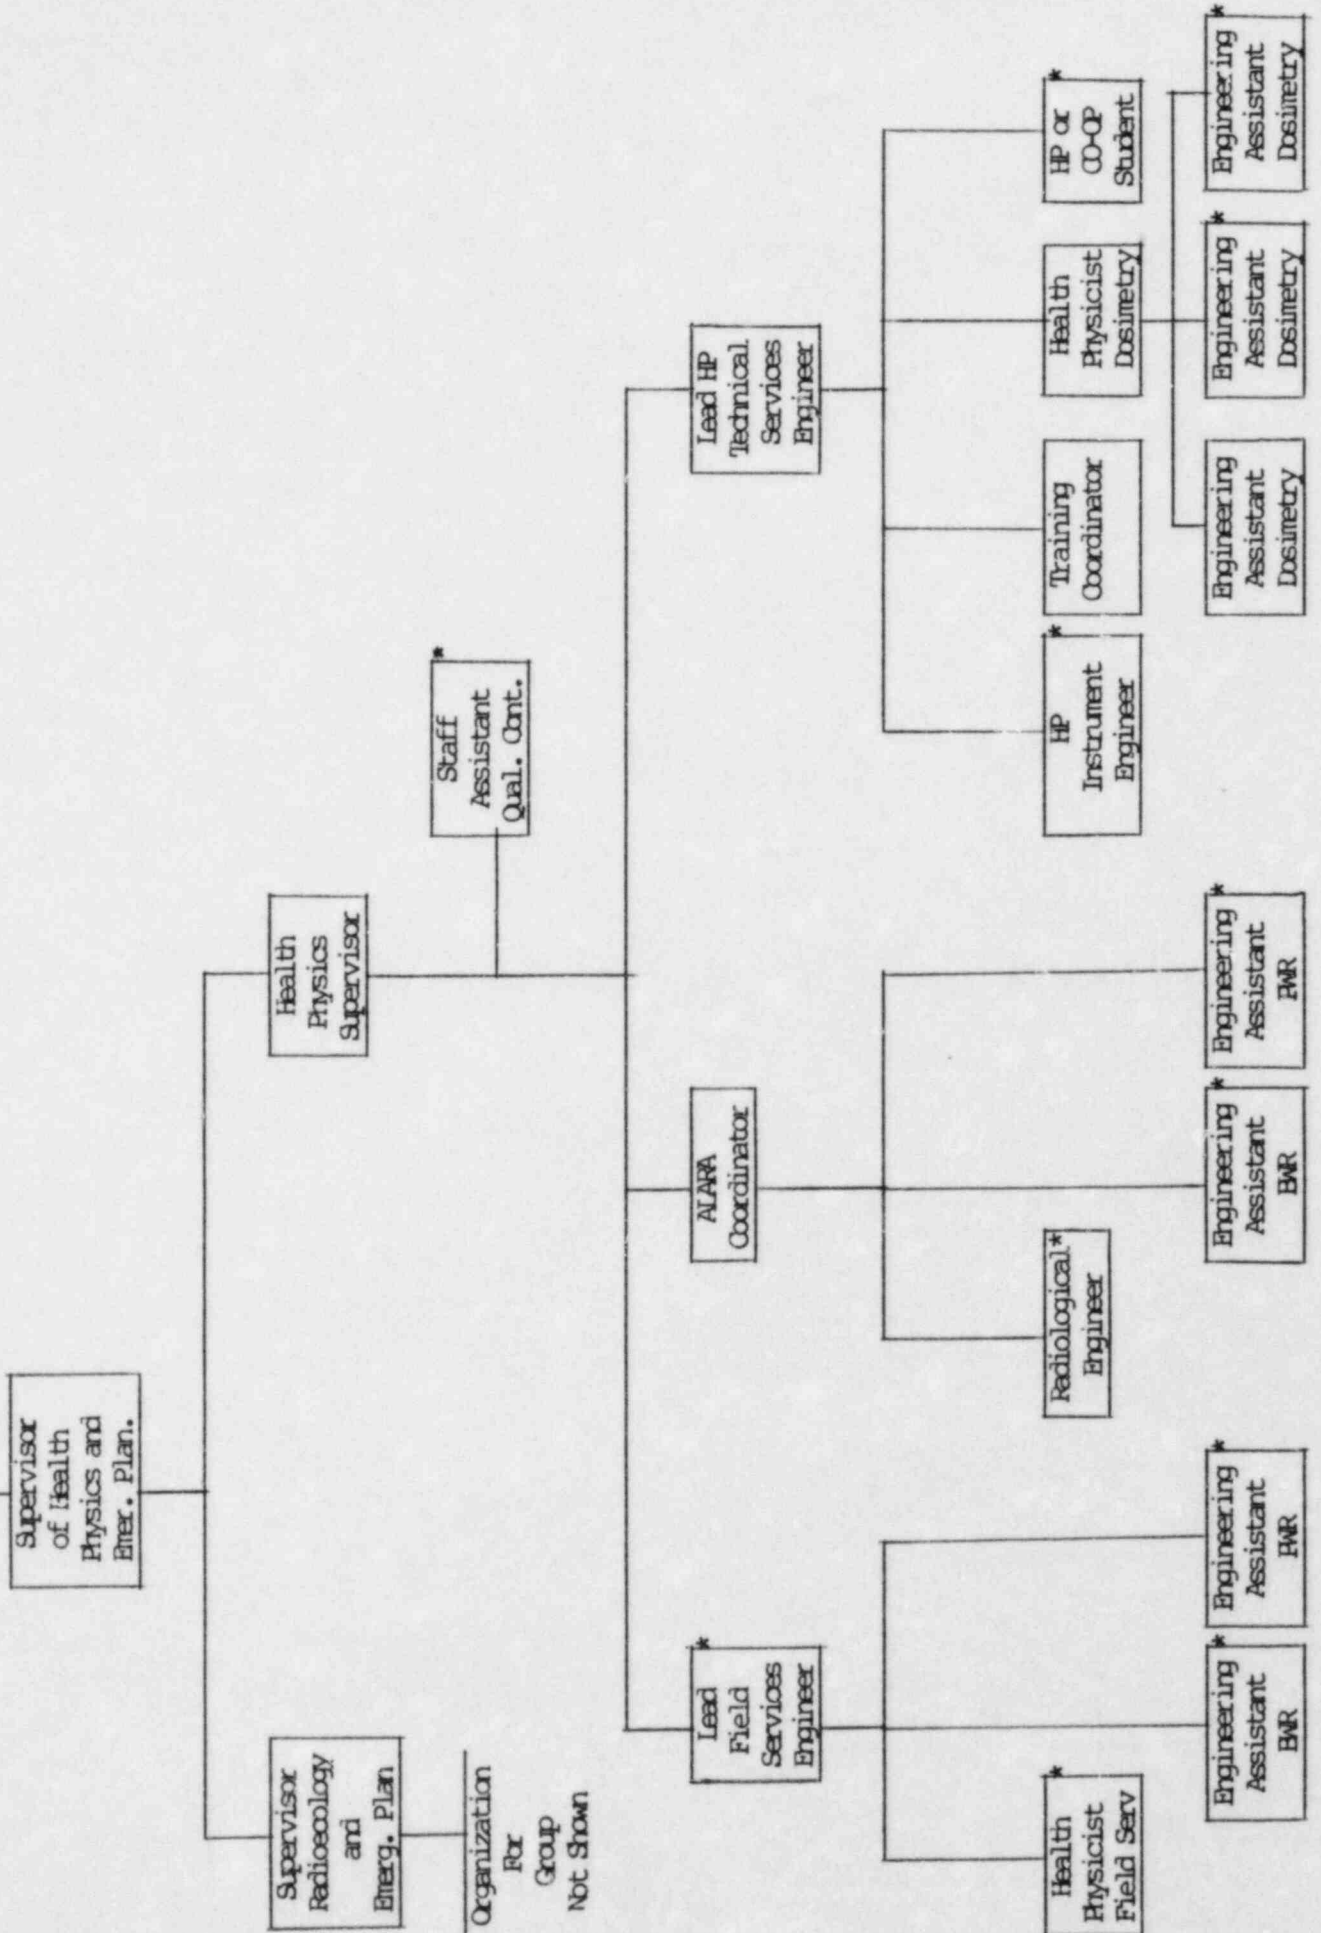 Supervisor
of Health
Physics and
Emer. Plan.
Supervisor
Radioecology
and
Emerg. Plan
Organization
For
Group
Not Shown
Health
Physics
Supervisor
Staff *
Assistant
Qual. Cont.
Lead *
Field
Services
Engineer
ALARA
Coordinator
Lead HP
Technical
Services
Engineer
Health *
Physicist
Field Serv
Radiological *
Engineer
HP *
Instrument
Engineer
Training
Coordinator
Health
Physicist
Dosimetry
HP or *
CO-OP
Student
Engineering *
Assistant
BWR
Engineering *
Assistant
PWR
Engineering *
Assistant
BWR
Engineering *
Assistant
PWR
Engineering
Assistant
Dosimetry
Engineering *
Assistant
Dosimetry
Engineering *
Assistant
Dosimetry